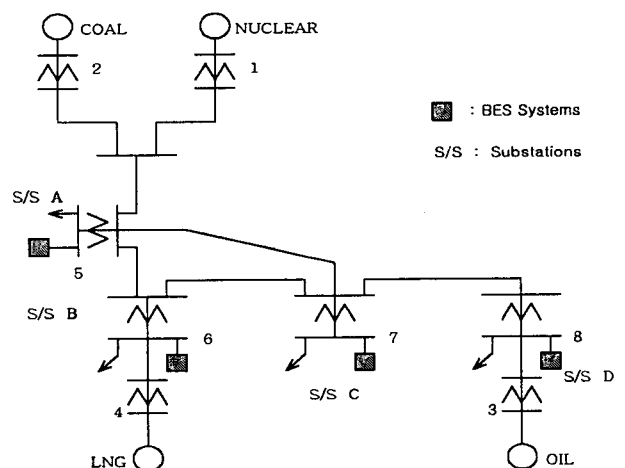 COAL
NUCLEAR
2
1
: BES Systems
S/S : Substations
S/S A
5
S/S B
6
7
8
S/S C
S/S D
4
3
LNG
OIL